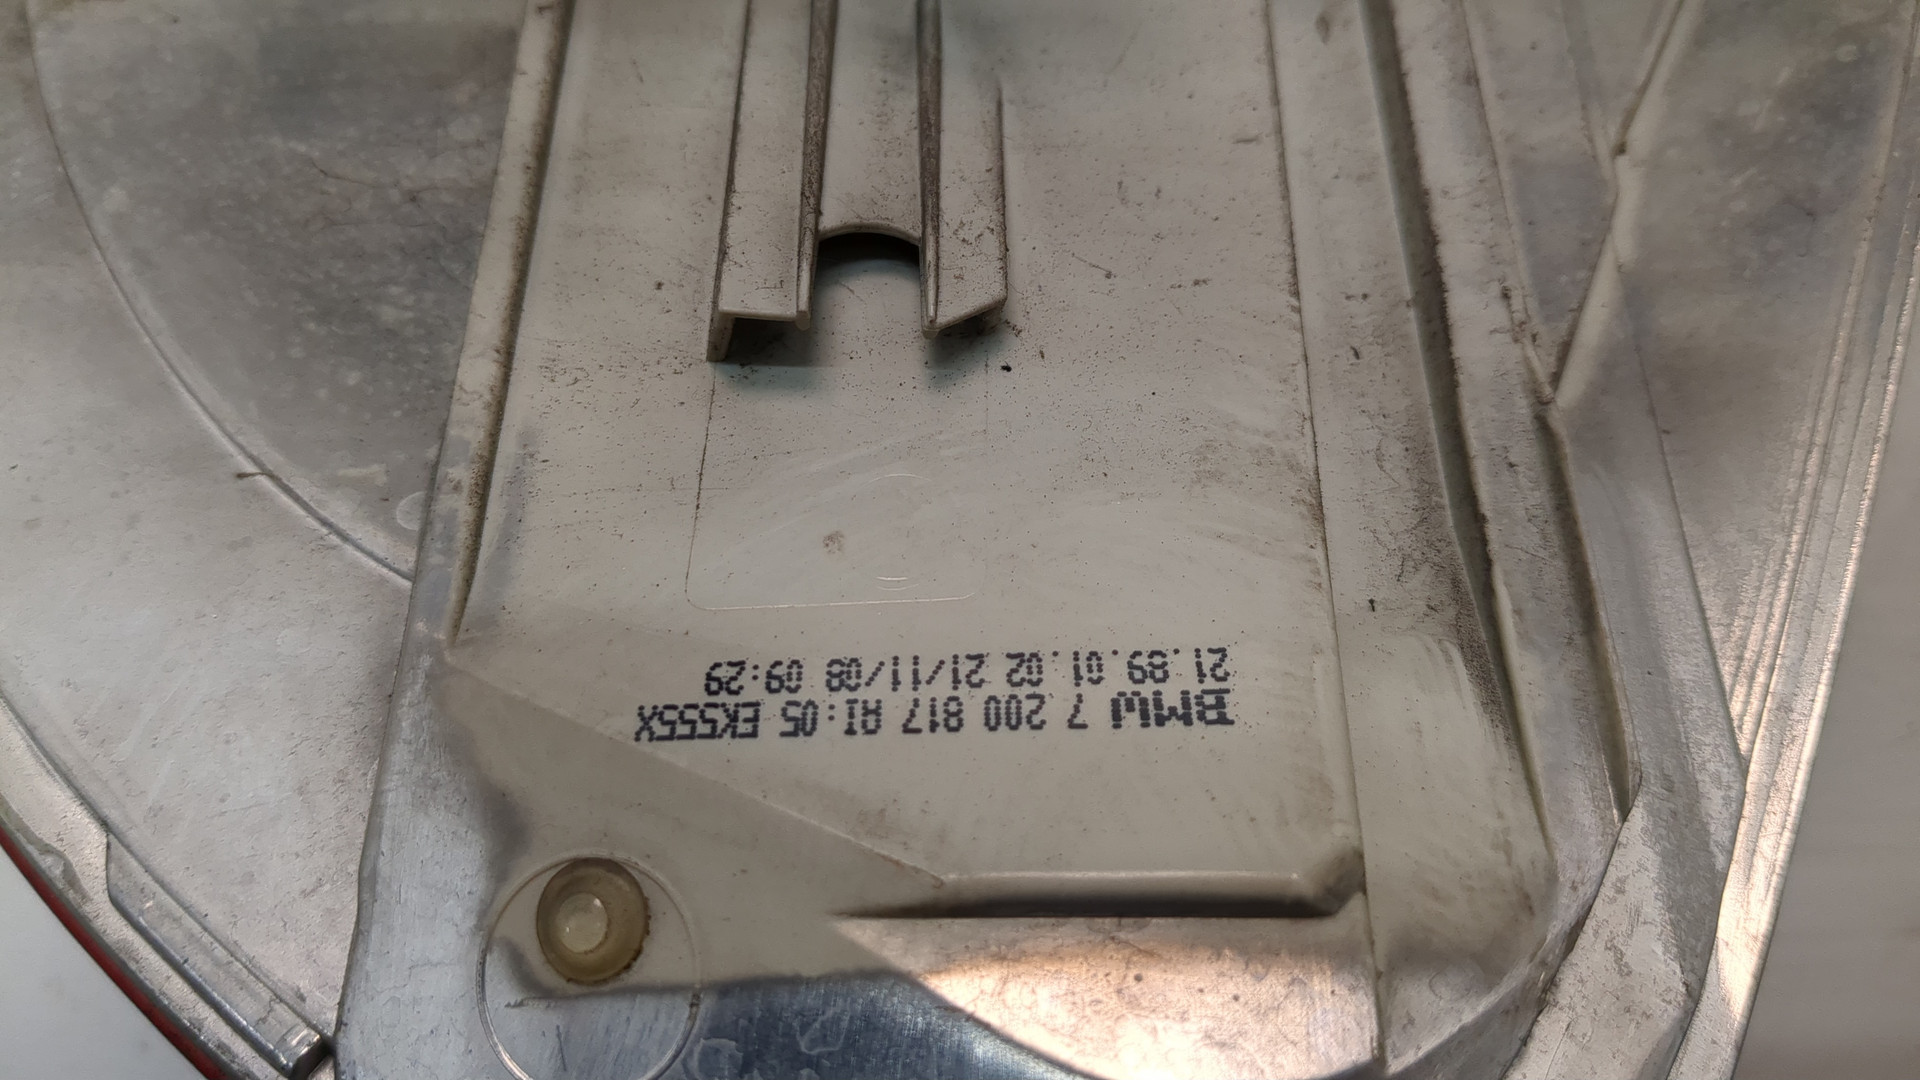 BMW 7 200 817 AI:05 EK555X
21.89.01.02 21/11/08 09:29